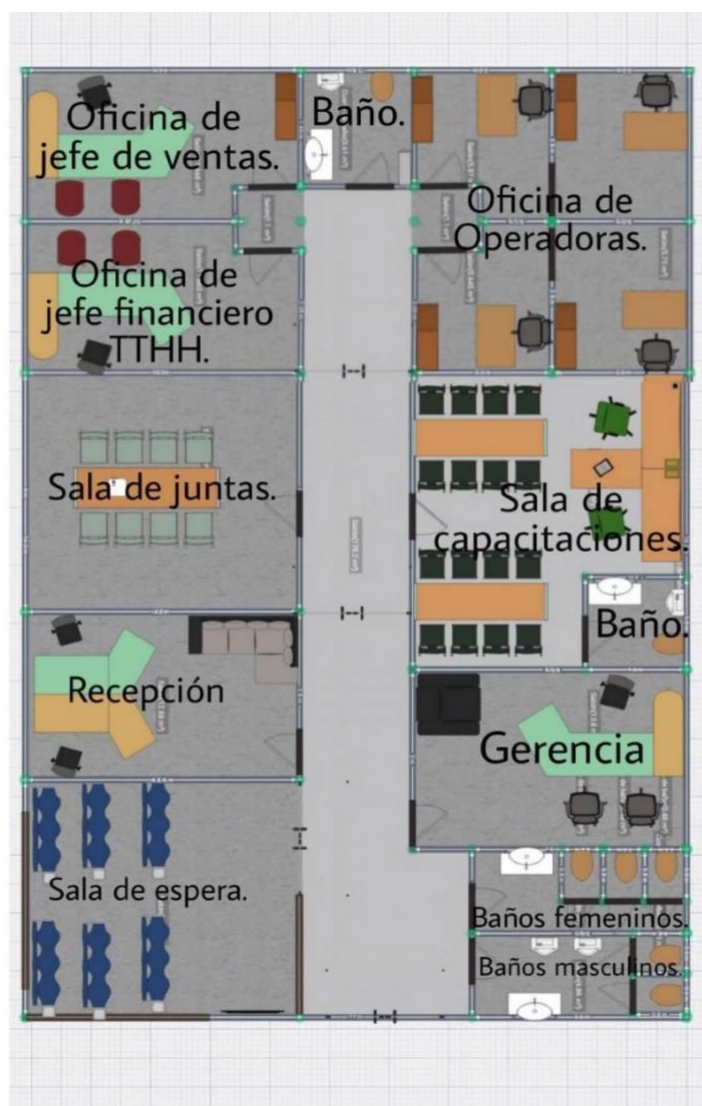 Oficina de
jefe de ventas.
Baño.
Oficina de
Operadoras.
Oficina de
jefe financiero
TTHH.
Sala de juntas.
Sala de
capacitaciones.
Baño.
Recepción
Gerencia
Sala de espera.
Baños femeninos.
Baños masculinos.